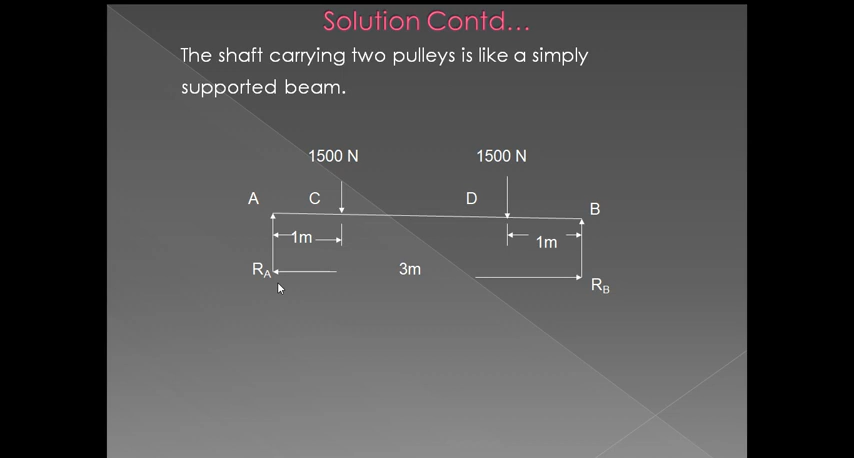 Solution Contd...
The shaft carrying two pulleys is like a simply
supported beam.
1500 N 1500 N
A C D B
1m 1m
RA 3m RB